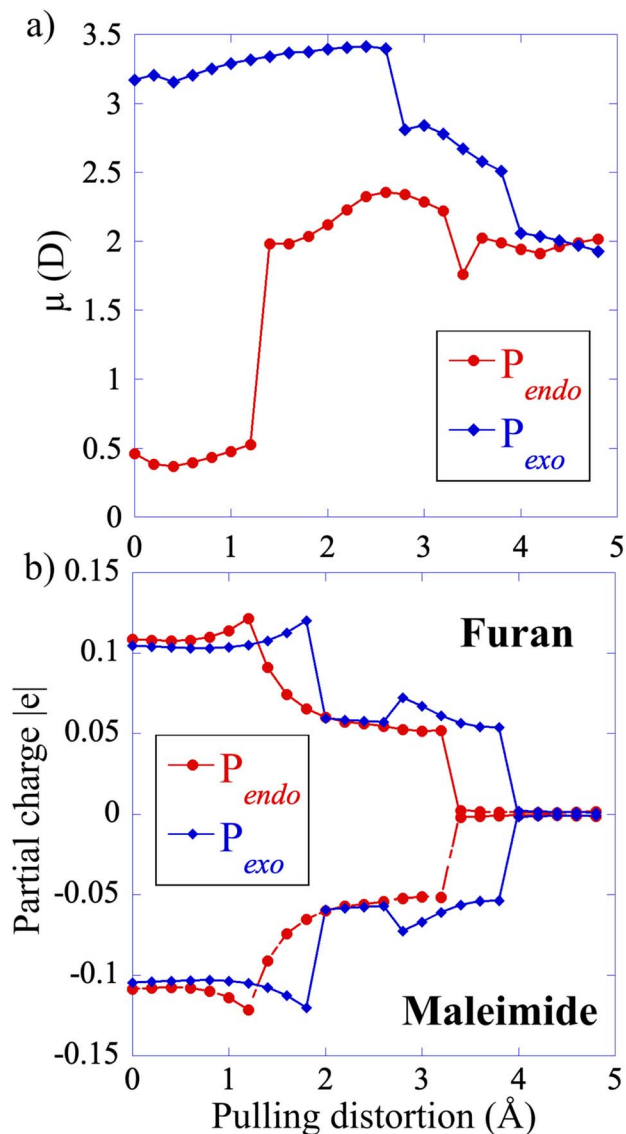 a)
3.5
3
2.5
2
1.5
1
0.5
0
μ (D)
P endo
P exo
0 1 2 3 4 5
b)
0.15
0.1
0.05
0
-0.05
-0.1
-0.15
Partial charge |e|
Furan
P endo
P exo
Maleimide
0 1 2 3 4 5
Pulling distortion (Å)